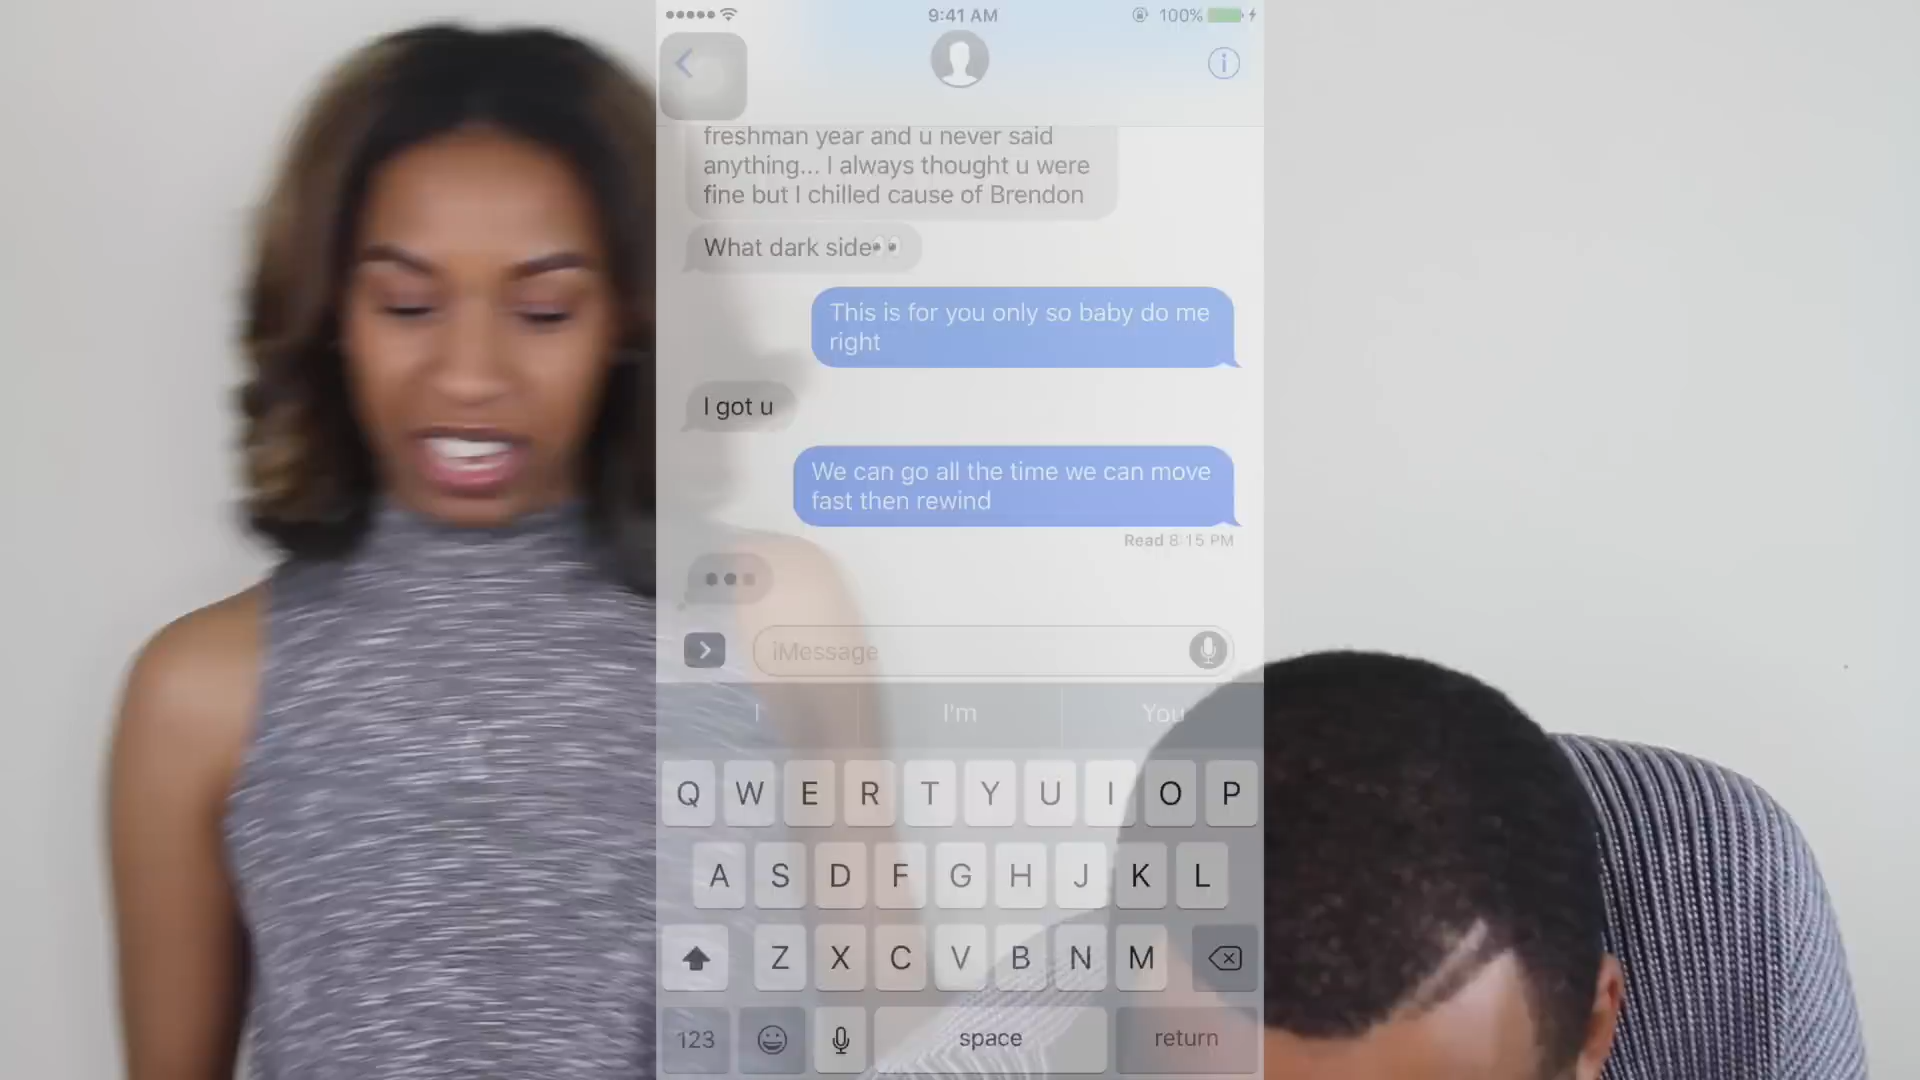 9:41 AM
100%
freshman year and u never said
anything... I always thought u were
fine but I chilled cause of Brendon
What dark side👀
This is for you only so baby do me
right
I got u
We can go all the time we can move
fast then rewind
Read 8:15 PM
iMessage
I I'm You
Q W E R T Y U I O P
A S D F G H J K L
Z X C V B N M
123 space return